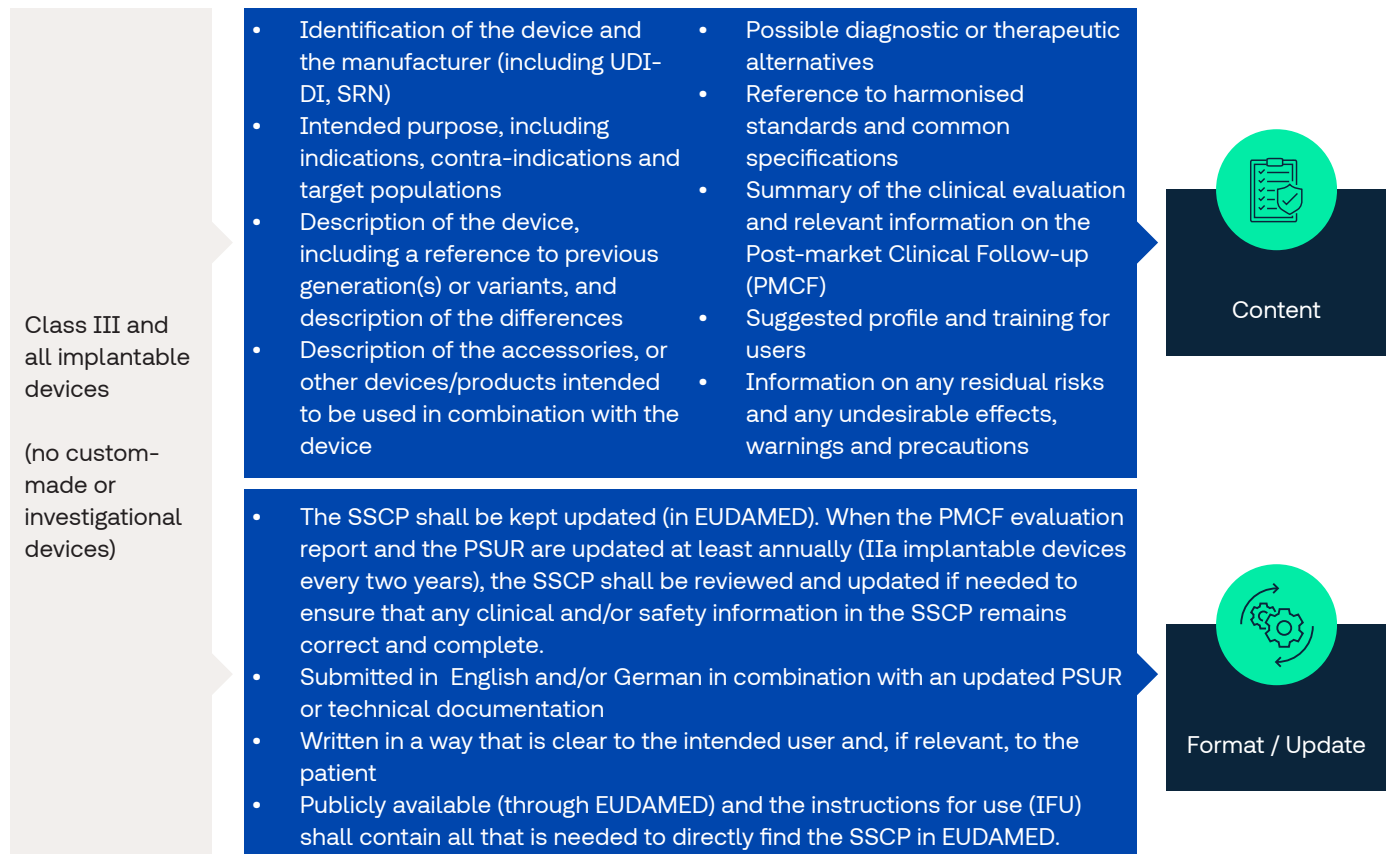 Class III and
all implantable
devices
(no custom-
made or
investigational
devices)
• Identification of the device and
the manufacturer (including UDI-
DI, SRN)
• Intended purpose, including
indications, contra-indications and
target populations
• Description of the device,
including a reference to previous
generation(s) or variants, and
description of the differences
• Description of the accessories, or
other devices/products intended
to be used in combination with the
device
• Possible diagnostic or therapeutic
alternatives
• Reference to harmonised
standards and common
specifications
• Summary of the clinical evaluation
and relevant information on the
Post-market Clinical Follow-up
(PMCF)
• Suggested profile and training for
users
• Information on any residual risks
and any undesirable effects,
warnings and precautions
Content
• The SSCP shall be kept updated (in EUDAMED). When the PMCF evaluation
report and the PSUR are updated at least annually (IIa implantable devices
every two years), the SSCP shall be reviewed and updated if needed to
ensure that any clinical and/or safety information in the SSCP remains
correct and complete.
• Submitted in  English and/or German in combination with an updated PSUR
or technical documentation
• Written in a way that is clear to the intended user and, if relevant, to the
patient
• Publicly available (through EUDAMED) and the instructions for use (IFU)
shall contain all that is needed to directly find the SSCP in EUDAMED.
Format / Update